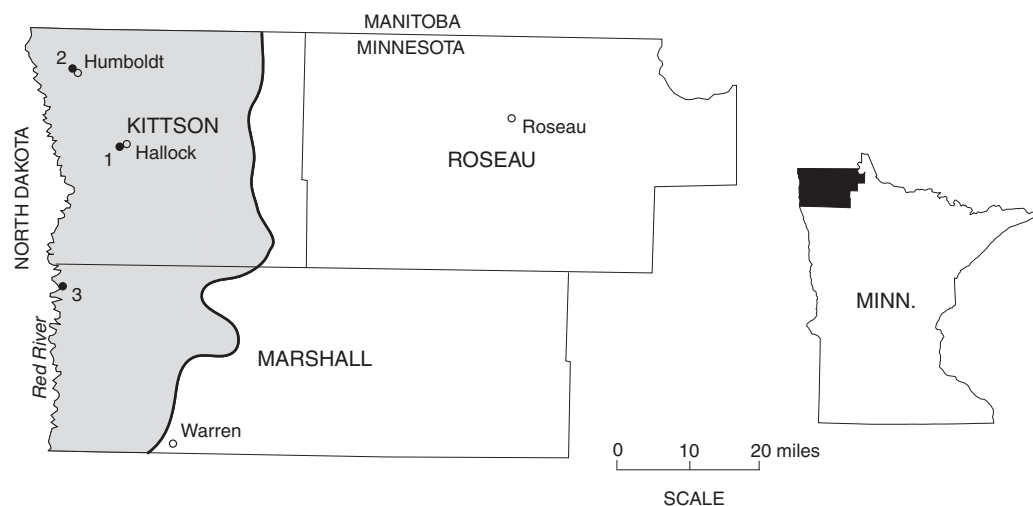 MANITOBA
MINNESOTA
2
Humboldt
KITTSON
1
Hallock
Roseau
ROSEAU
NORTH DAKOTA
3
Red River
MARSHALL
Warren
MINN.
0 10 20 miles
SCALE